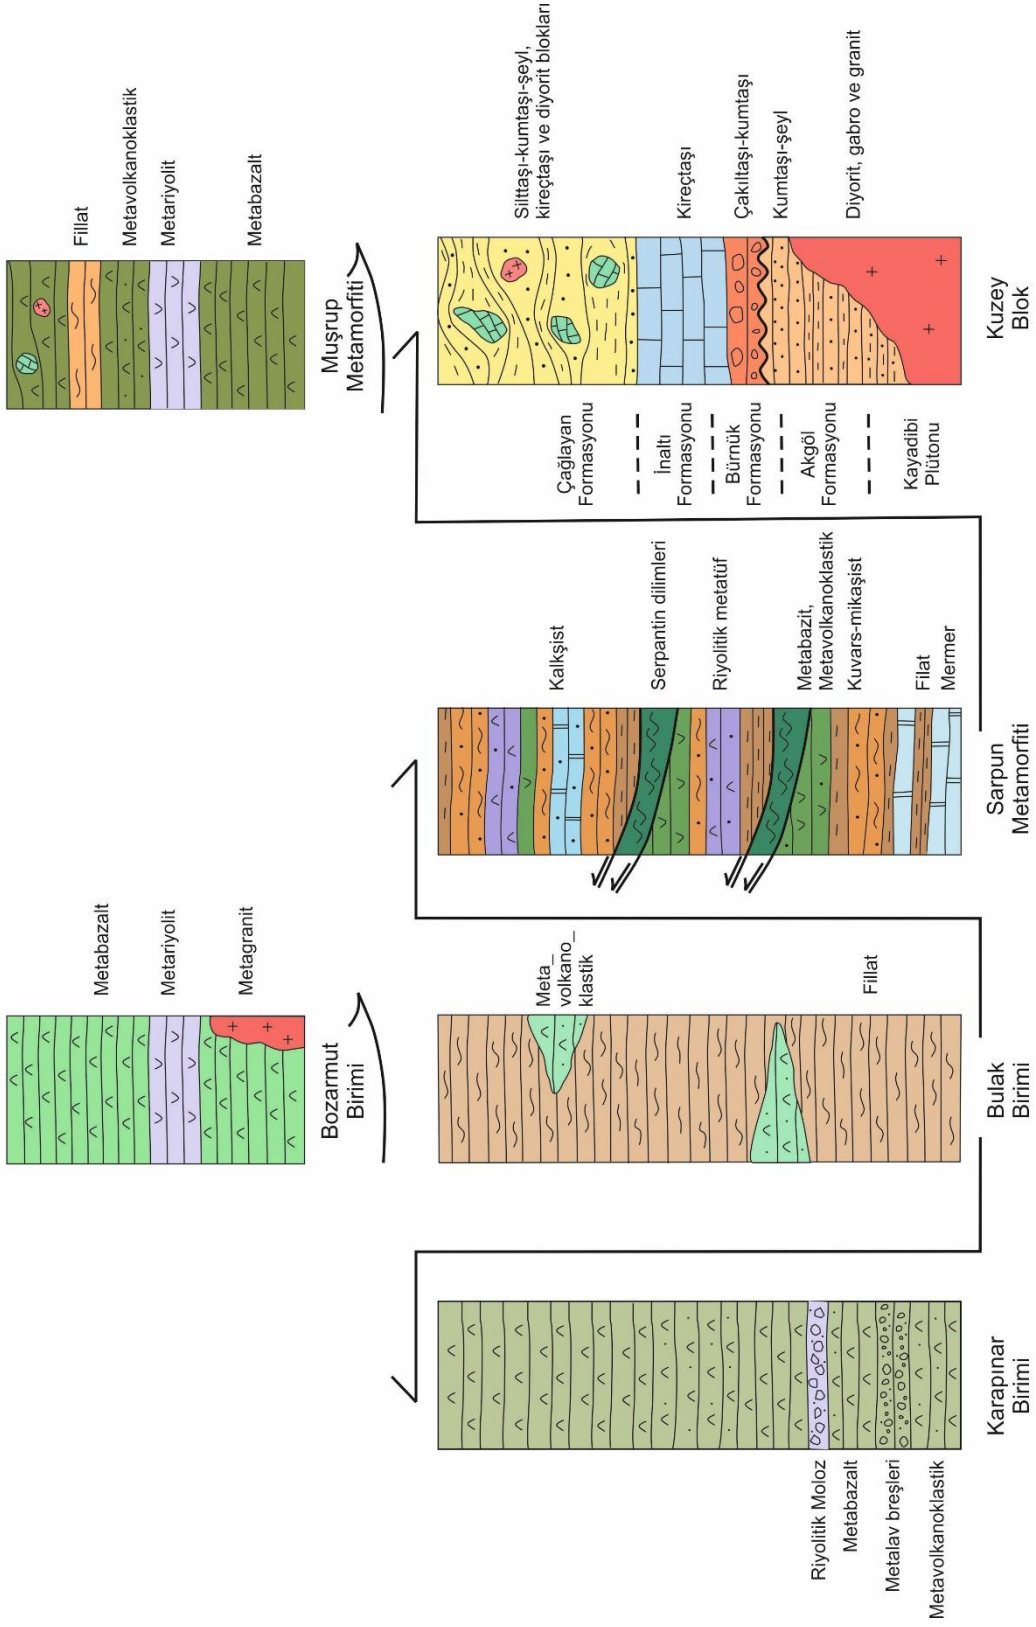 Metabazalt
Metariyolit
Metagranit
Bozarmut
Birimi
Fillat
Metavolkanoklastik
Metariyolit
Metabazalt
Muşrup
Metamorfiti
Riyolitik Moloz
Metabazalt
Metalav breşleri
Metavolkanoklastik
Karapınar
Birimi
Meta_
volkano_
klastik
Fillat
Bulak
Birimi
Kalkşist
Serpantin dilimleri
Riyolitik metatüf
Metabazit,
Metavolkanoklastik
Kuvars-mikaşist
Filat
Mermer
Sarpun
Metamorfiti
Çağlayan
Formasyonu
İnaltı
Formasyonu
Bürnük
Formasyonu
Akgöl
Formasyonu
Kayadibi
Plütonu
Silttaşı-kumtaşı-şeyl,
kireçtaşı ve diyorit blokları
Kireçtaşı
Çakıltaşı-kumtaşı
Kumtaşı-şeyl
Diyorit, gabro ve granit
Kuzey
Blok